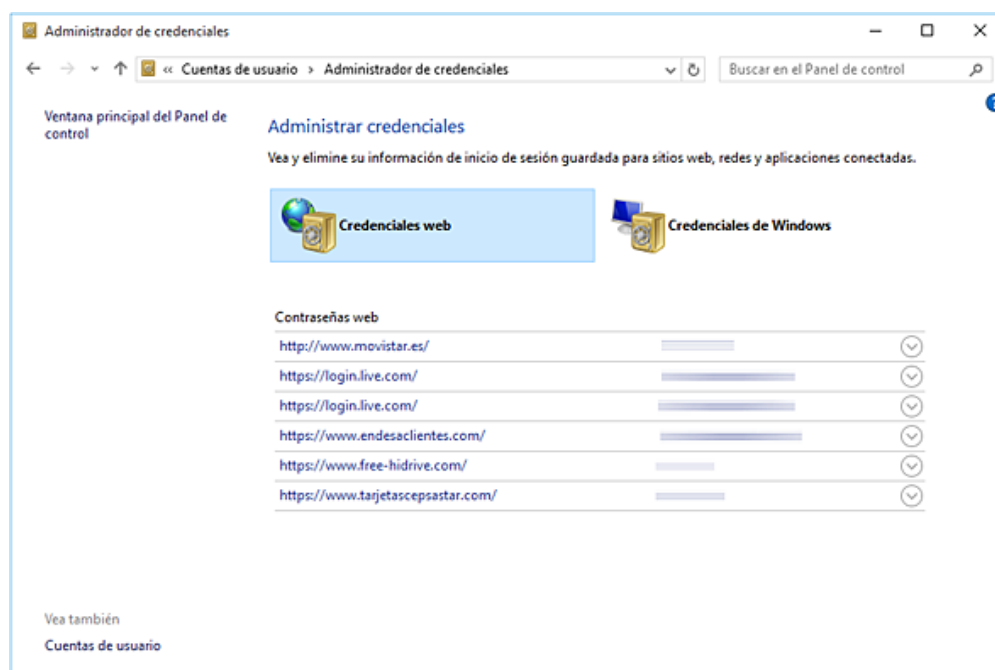 Administrador de credenciales
« Cuentas de usuario > Administrador de credenciales
Buscar en el Panel de control
Ventana principal del Panel de
control
Administrar credenciales
Vea y elimine su información de inicio de sesión guardada para sitios web, redes y aplicaciones conectadas.
Credenciales web
Credenciales de Windows
Contraseñas web
http://www.movistar.es/
https://login.live.com/
https://login.live.com/
https://www.endesaclientes.com/
https://www.free-hidrive.com/
https://www.tarjetascepsastar.com/
Vea también
Cuentas de usuario